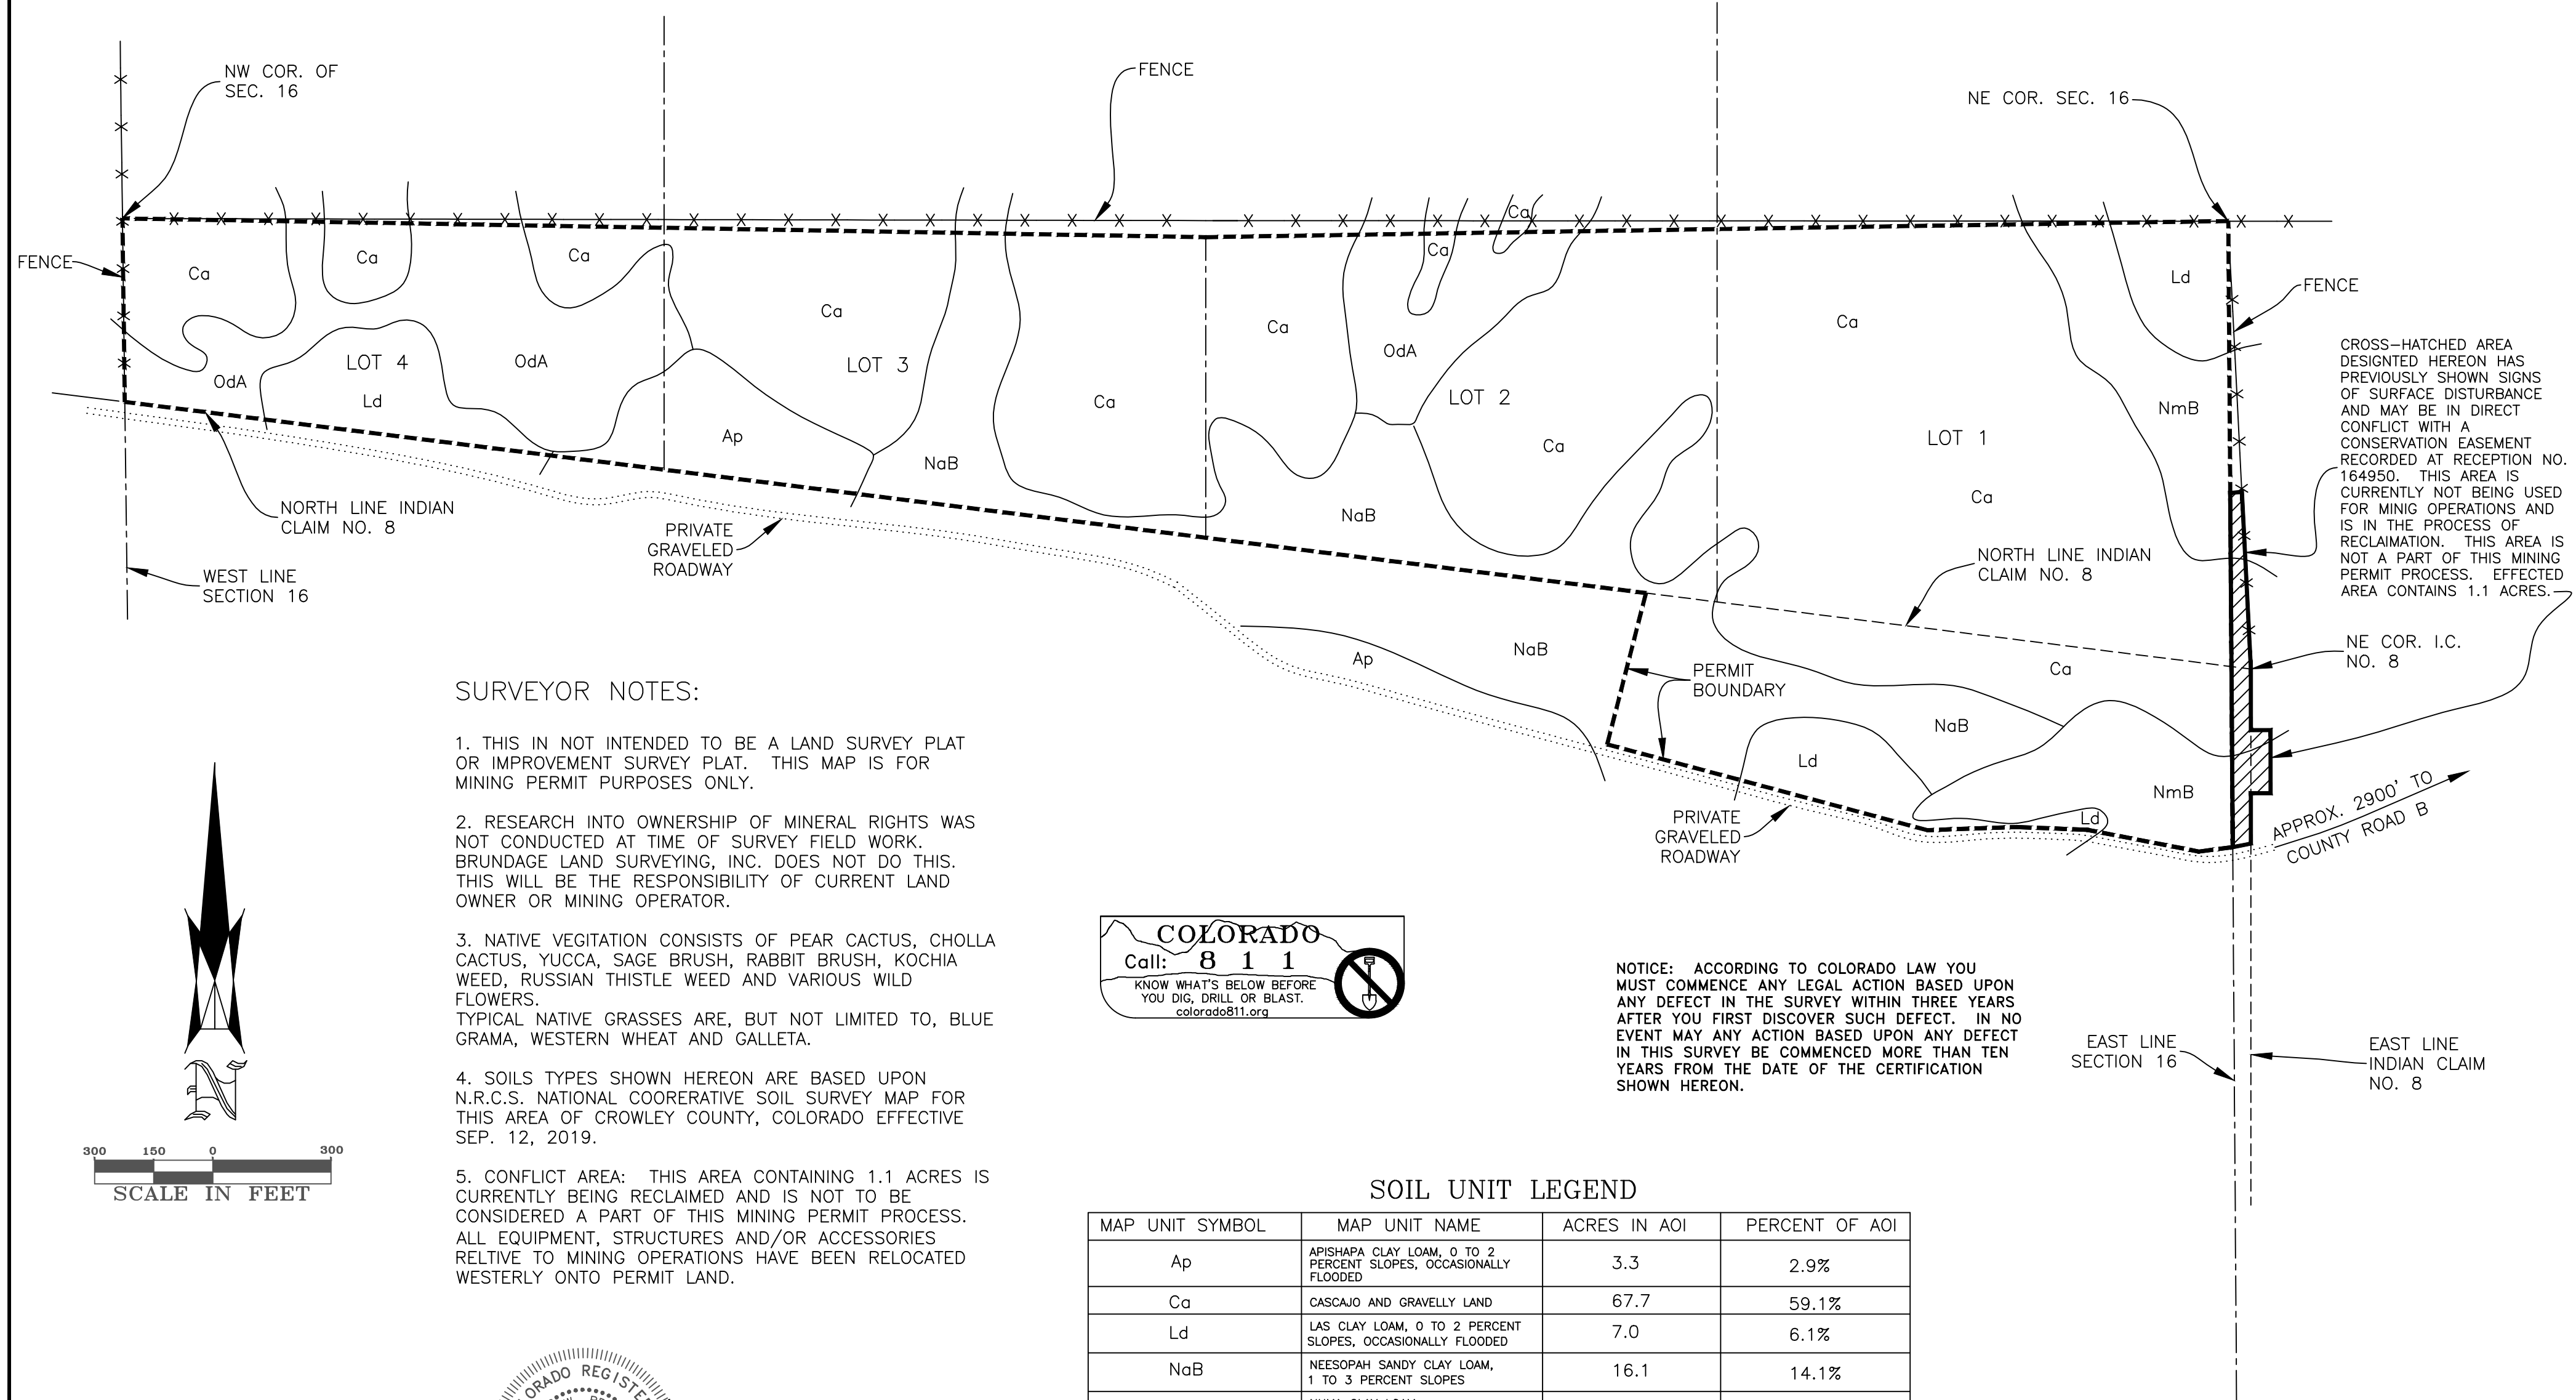 NW COR. OF
SEC. 16
FENCE
NE COR. SEC. 16
FENCE
Ca
Ca
Ca
Ca
Ca
Ca
Ca
Ca
Ca
Ld
FENCE
OdA
LOT 4
OdA
Ld
LOT 3
Ca
OdA
LOT 2
Ca
LOT 1
Ca
NmB
Ap
NaB
NaB
CROSS-HATCHED AREA
DESIGNTED HEREON HAS
PREVIOUSLY SHOWN SIGNS
OF SURFACE DISTURBANCE
AND MAY BE IN DIRECT
CONFLICT WITH A
CONSERVATION EASEMENT
RECORDED AT RECEPTION NO.
164950. THIS AREA IS
CURRENTLY NOT BEING USED
FOR MINIG OPERATIONS AND
IS IN THE PROCESS OF
RECLAIMATION. THIS AREA IS
NOT A PART OF THIS MINING
PERMIT PROCESS. EFFECTED
AREA CONTAINS 1.1 ACRES.
NORTH LINE INDIAN
CLAIM NO. 8
PRIVATE
GRAVELED
ROADWAY
WEST LINE
SECTION 16
NORTH LINE INDIAN
CLAIM NO. 8
NE COR. I.C.
NO. 8
NaB
Ap
PERMIT
BOUNDARY
Ca
NaB
Ld
NmB
Ld
PRIVATE
GRAVELED
ROADWAY
APPROX. 2900' TO
COUNTY ROAD B
SURVEYOR NOTES:
1. THIS IN NOT INTENDED TO BE A LAND SURVEY PLAT
OR IMPROVEMENT SURVEY PLAT. THIS MAP IS FOR
MINING PERMIT PURPOSES ONLY.
2. RESEARCH INTO OWNERSHIP OF MINERAL RIGHTS WAS
NOT CONDUCTED AT TIME OF SURVEY FIELD WORK.
BRUNDAGE LAND SURVEYING, INC. DOES NOT DO THIS.
THIS WILL BE THE RESPONSIBILITY OF CURRENT LAND
OWNER OR MINING OPERATOR.
3. NATIVE VEGITATION CONSISTS OF PEAR CACTUS, CHOLLA
CACTUS, YUCCA, SAGE BRUSH, RABBIT BRUSH, KOCHIA
WEED, RUSSIAN THISTLE WEED AND VARIOUS WILD
FLOWERS.
TYPICAL NATIVE GRASSES ARE, BUT NOT LIMITED TO, BLUE
GRAMA, WESTERN WHEAT AND GALLETA.
4. SOILS TYPES SHOWN HEREON ARE BASED UPON
N.R.C.S. NATIONAL COORERATIVE SOIL SURVEY MAP FOR
THIS AREA OF CROWLEY COUNTY, COLORADO EFFECTIVE
SEP. 12, 2019.
5. CONFLICT AREA: THIS AREA CONTAINING 1.1 ACRES IS
CURRENTLY BEING RECLAIMED AND IS NOT TO BE
CONSIDERED A PART OF THIS MINING PERMIT PROCESS.
ALL EQUIPMENT, STRUCTURES AND/OR ACCESSORIES
RELTIVE TO MINING OPERATIONS HAVE BEEN RELOCATED
WESTERLY ONTO PERMIT LAND.
N
300 150 0 300
SCALE IN FEET
COLORADO
Call: 8 1 1
KNOW WHAT'S BELOW BEFORE
YOU DIG, DRILL OR BLAST.
colorado811.org
NOTICE: ACCORDING TO COLORADO LAW YOU
MUST COMMENCE ANY LEGAL ACTION BASED UPON
ANY DEFECT IN THE SURVEY WITHIN THREE YEARS
AFTER YOU FIRST DISCOVER SUCH DEFECT. IN NO
EVENT MAY ANY ACTION BASED UPON ANY DEFECT
IN THIS SURVEY BE COMMENCED MORE THAN TEN
YEARS FROM THE DATE OF THE CERTIFICATION
SHOWN HEREON.
EAST LINE
SECTION 16
EAST LINE
INDIAN CLAIM
NO. 8
SOIL UNIT LEGEND
MAP UNIT SYMBOL MAP UNIT NAME ACRES IN AOI PERCENT OF AOI
Ap APISHAPA CLAY LOAM, 0 TO 2
PERCENT SLOPES, OCCASIONALLY
FLOODED 3.3 2.9%
Ca CASCAJO AND GRAVELLY LAND 67.7 59.1%
Ld LAS CLAY LOAM, 0 TO 2 PERCENT
SLOPES, OCCASIONALLY FLOODED 7.0 6.1%
NaB NEESOPAH SANDY CLAY LOAM,
1 TO 3 PERCENT SLOPES 16.1 14.1%